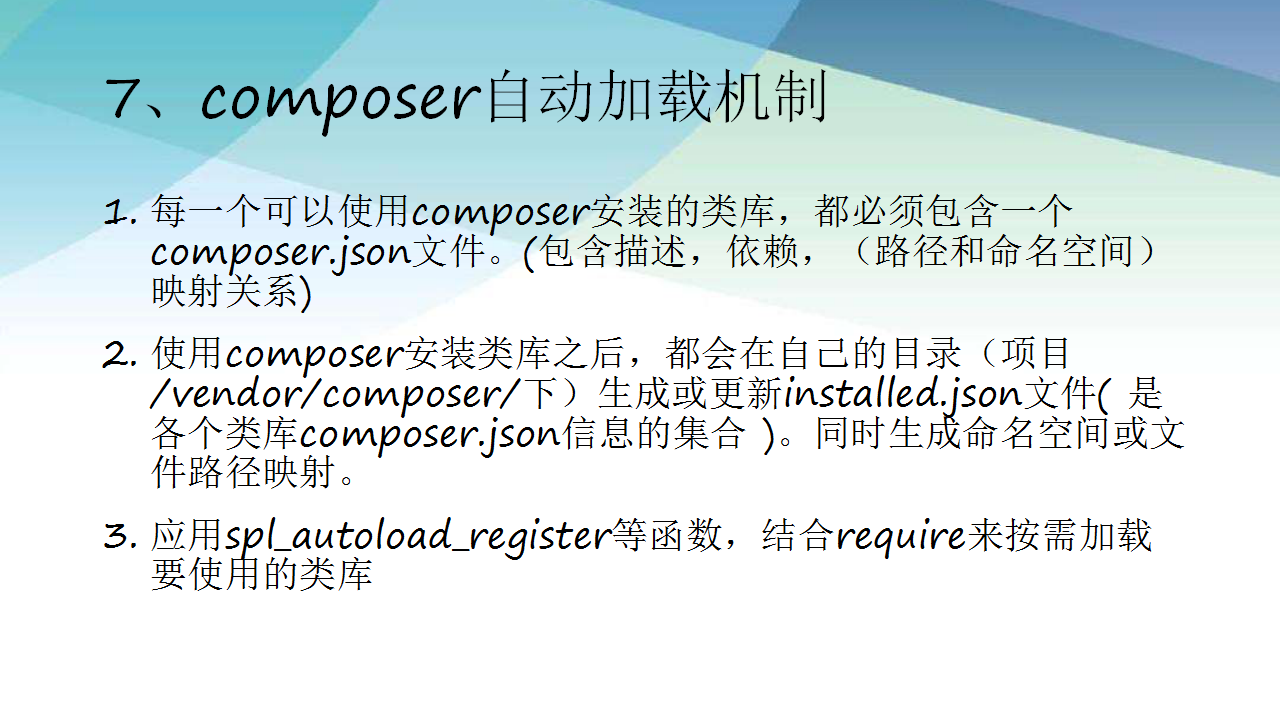 7、composer自动加载机制
1. 每一个可以使用composer安装的类库，都必须包含一个
composer.json文件。(包含描述，依赖，（路径和命名空间）
映射关系)
2. 使用composer安装类库之后，都会在自己的目录（项目
/vendor/composer/下）生成或更新installed.json文件( 是
各个类库composer.json信息的集合 )。同时生成命名空间或文
件路径映射。
3. 应用spl_autoload_register等函数，结合require来按需加载
要使用的类库